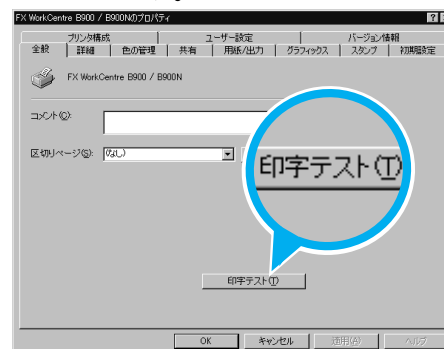 FX WorkCentre B900 / B900Nのプロパティ
プリンタ構成 ユーザー設定 バージョン情報
全般 詳細 色の管理 共有 用紙/出力 グラフィックス スタンプ 初期設定
FX WorkCentre B900 / B900N
コメント(C):
区切りページ(S): (なし)
印字テスト(T)
印字テスト(T)
OK キャンセル 適用(A) ヘルプ